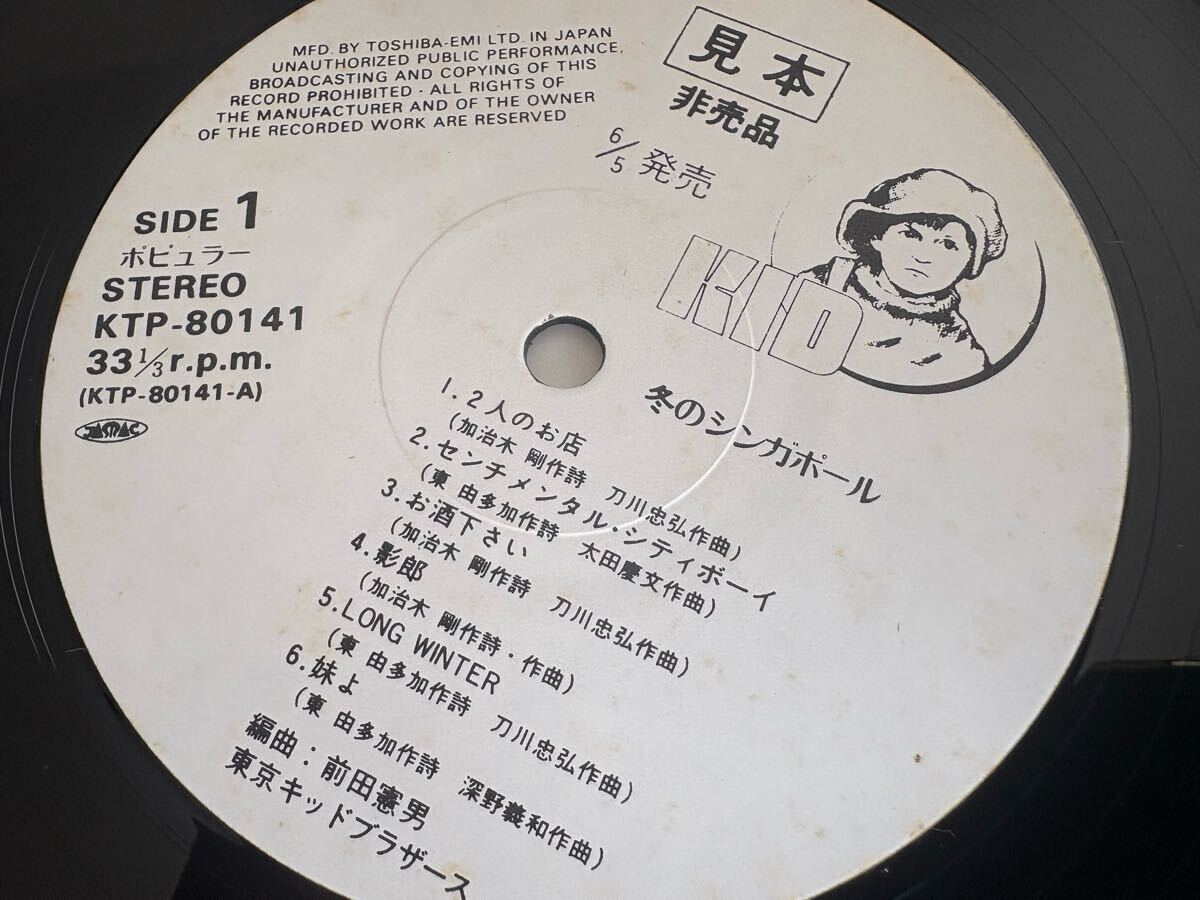 MFD. BY TOSHIBA-EMI LTD. IN JAPAN
UNAUTHORIZED PUBLIC PERFORMANCE,
BROADCASTING AND COPYING OF THIS
RECORD PROHIBITED - ALL RIGHTS OF
THE MANUFACTURER AND OF THE OWNER
OF THE RECORDED WORK ARE RESERVED
見本
非売品
6/5 発売
SIDE 1
ポピュラー
STEREO
KTP-80141
33 1/3 r.p.m.
(KTP-80141-A)
JASRAC
KID
冬のシンガポール
1. 2人のお店
(加治木 剛作詩 刀川忠弘作曲)
2. センチメンタル・シティボーイ
(東 由多加作詩 太田慶文作曲)
3. お酒下さい
(加治木 剛作詩 刀川忠弘作曲)
4. 影郎
(加治木 剛作詩・作曲)
5. LONG WINTER
(東 由多加作詩 刀川忠弘作曲)
6. 妹よ
(東 由多加作詩 深野義和作曲)
編曲：前田憲男
東京キッドブラザース